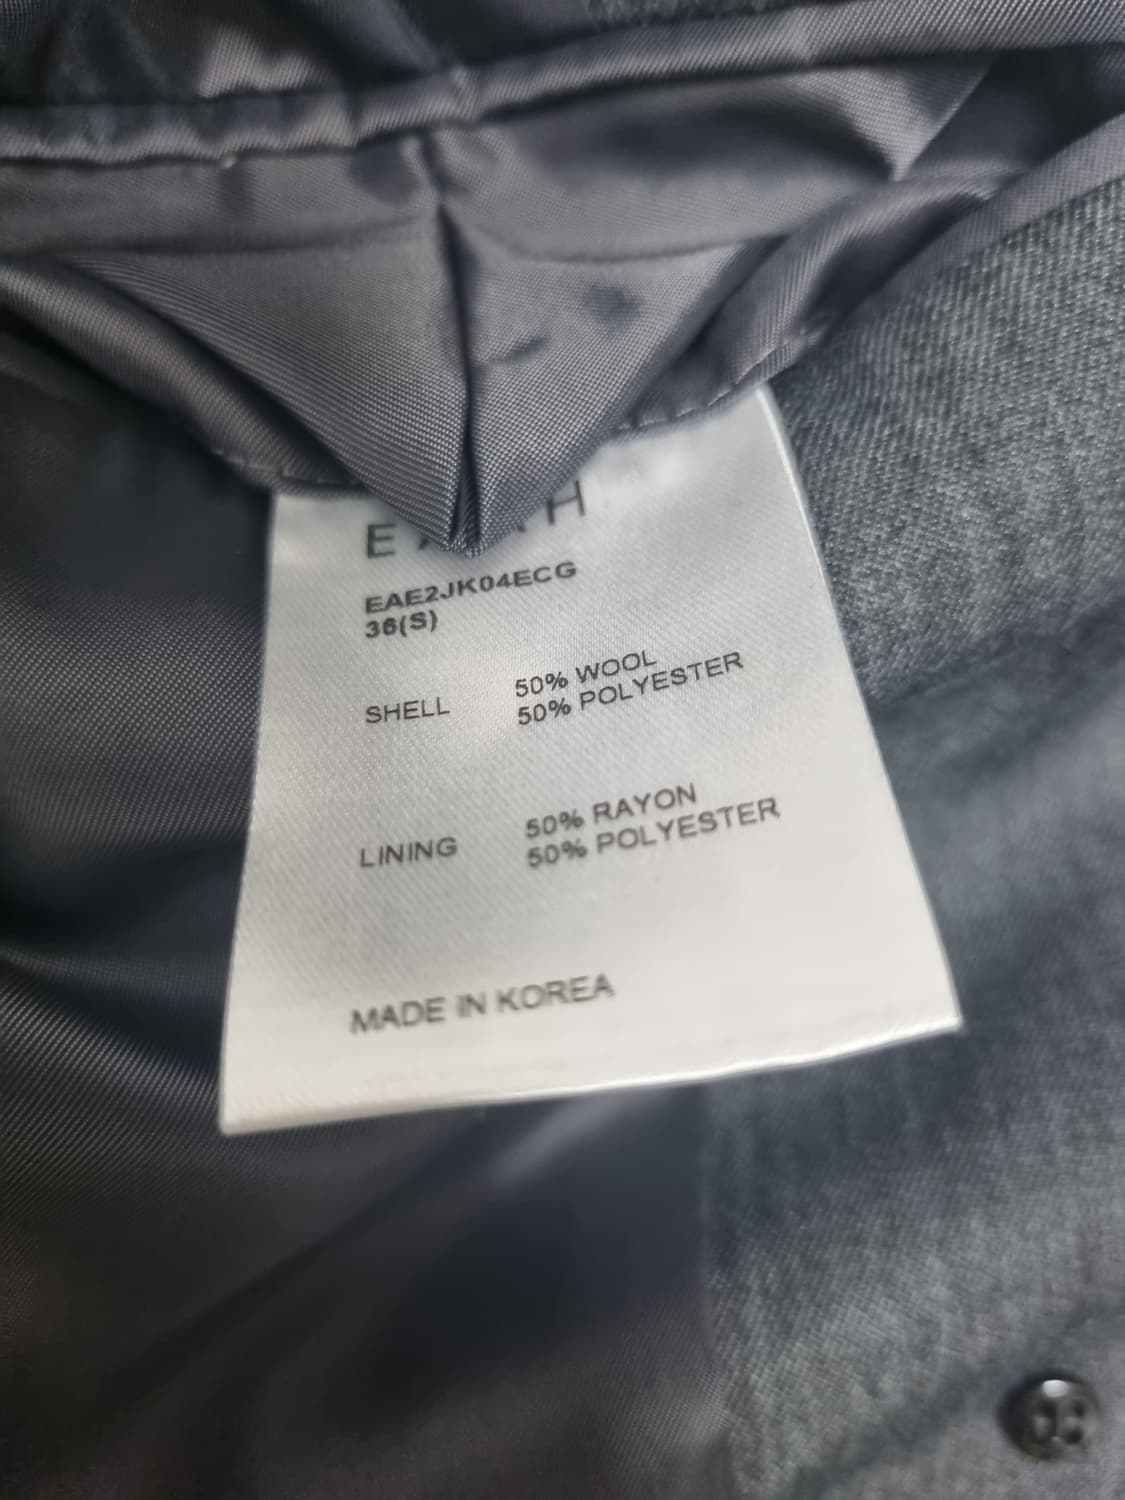 EAE2JK04ECG
36(S)
SHELL 50% WOOL
50% POLYESTER
LINING 50% RAYON
50% POLYESTER
MADE IN KOREA